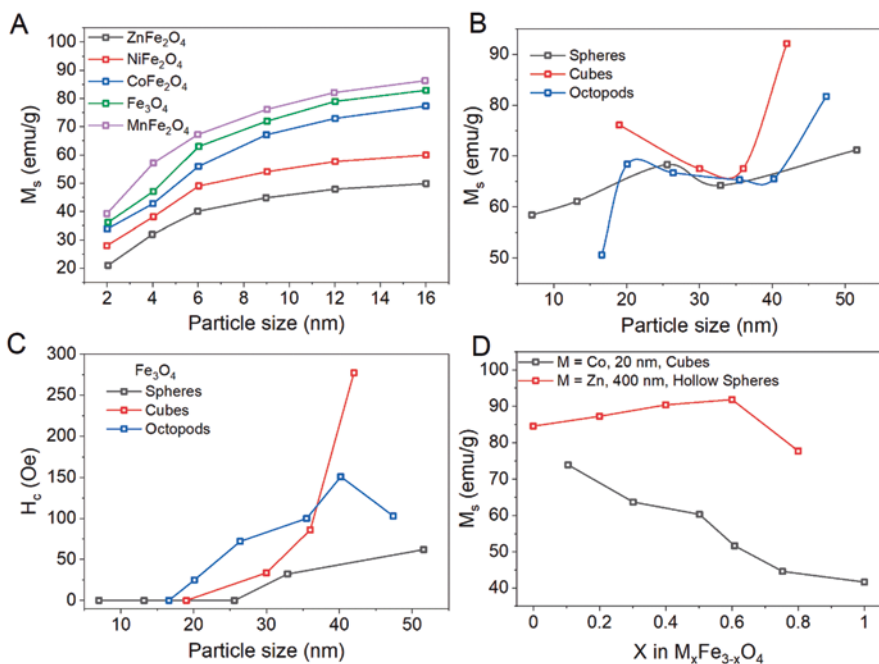 A
ZnFe₂O₄
NiFe₂O₄
CoFe₂O₄
Fe₃O₄
MnFe₂O₄
100
90
80
70
60
50
40
30
20
Mₛ (emu/g)
2 4 6 8 10 12 14 16
Particle size (nm)
B
Spheres
Cubes
Octopods
90
80
70
60
50
Mₛ (emu/g)
10 20 30 40 50
Particle size (nm)
C
Fe₃O₄
Spheres
Cubes
Octopods
300
250
200
150
100
50
0
H꜀ (Oe)
10 20 30 40 50
Particle size (nm)
D
M = Co, 20 nm, Cubes
M = Zn, 400 nm, Hollow Spheres
100
90
80
70
60
50
40
Mₛ (emu/g)
0 0.2 0.4 0.6 0.8 1
X in MₓFe₃₋ₓO₄